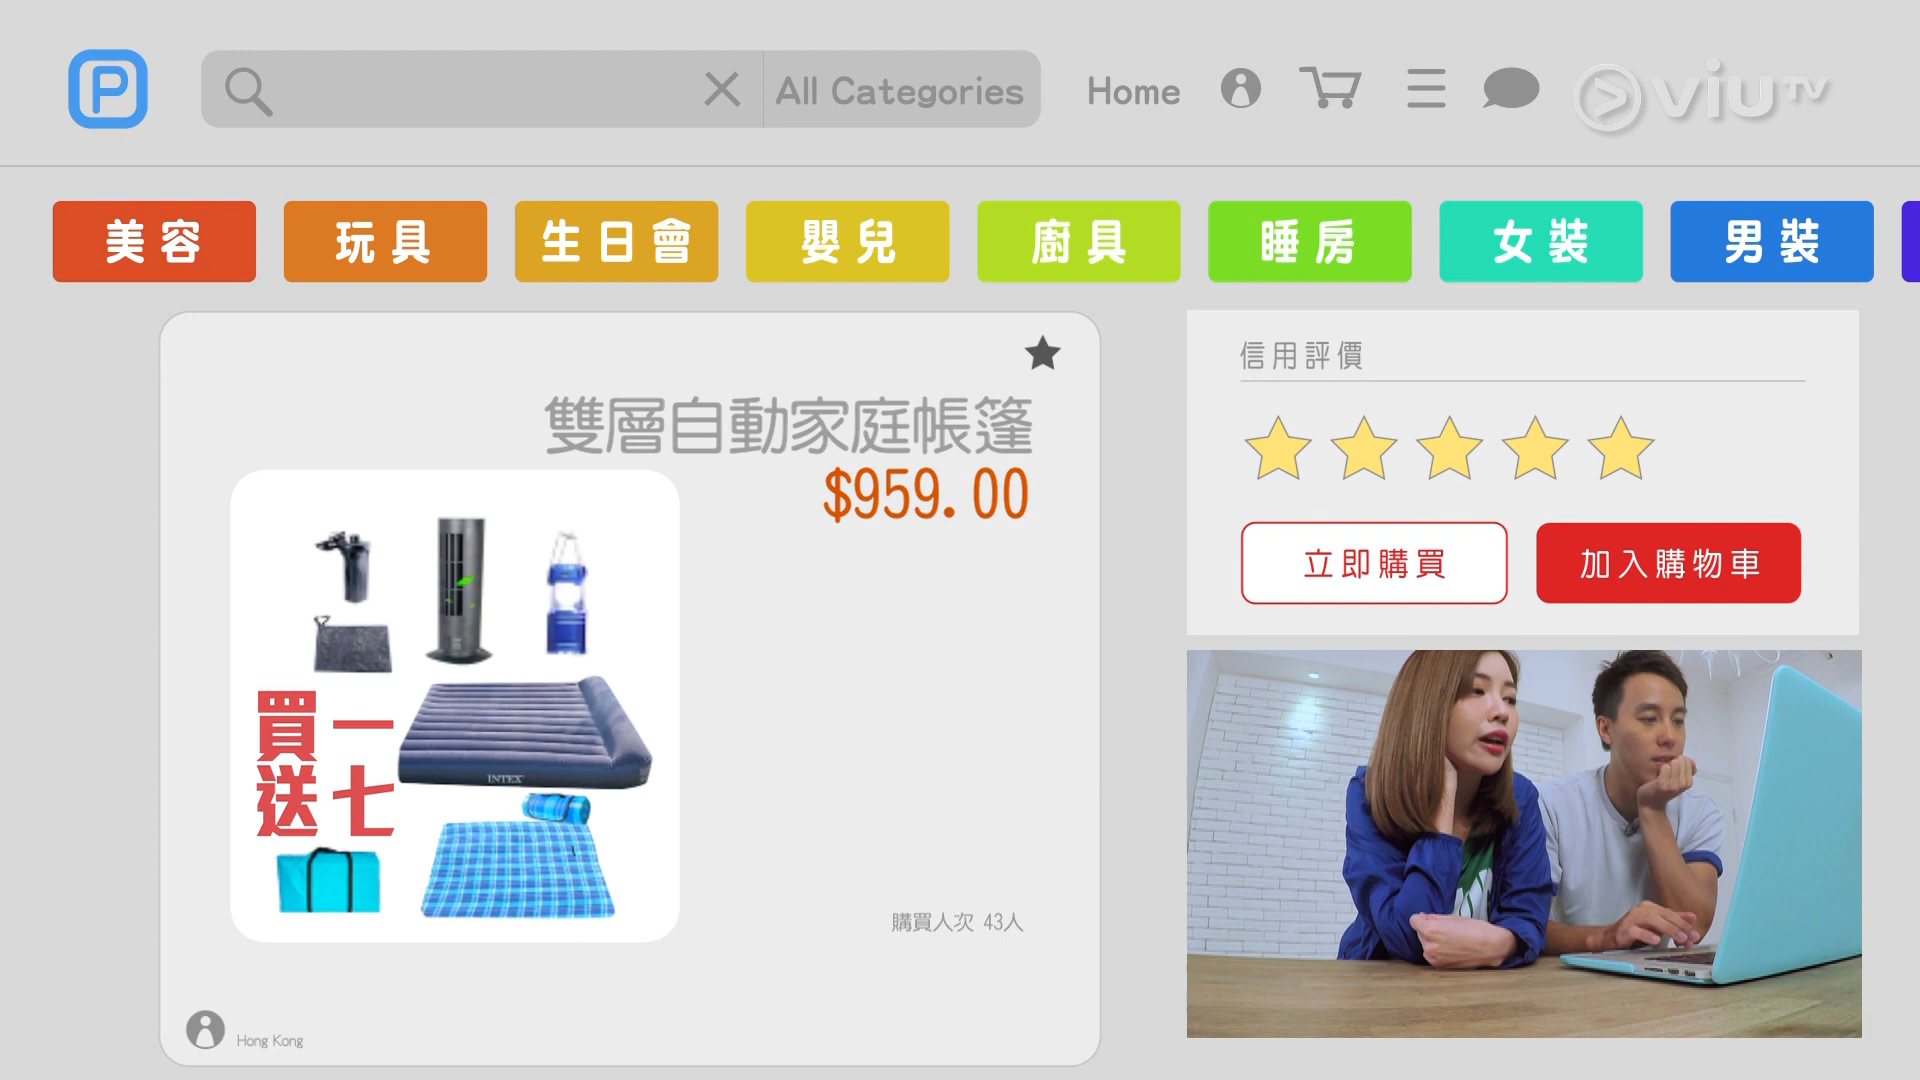 P
All Categories
Home
viuTV
美容
玩具
生日會
嬰兒
廚具
睡房
女裝
男裝
雙層自動家庭帳篷
$959.00
買一
送七
INTEX
購買人次 43人
Hong Kong
信用評價
立即購買
加入購物車